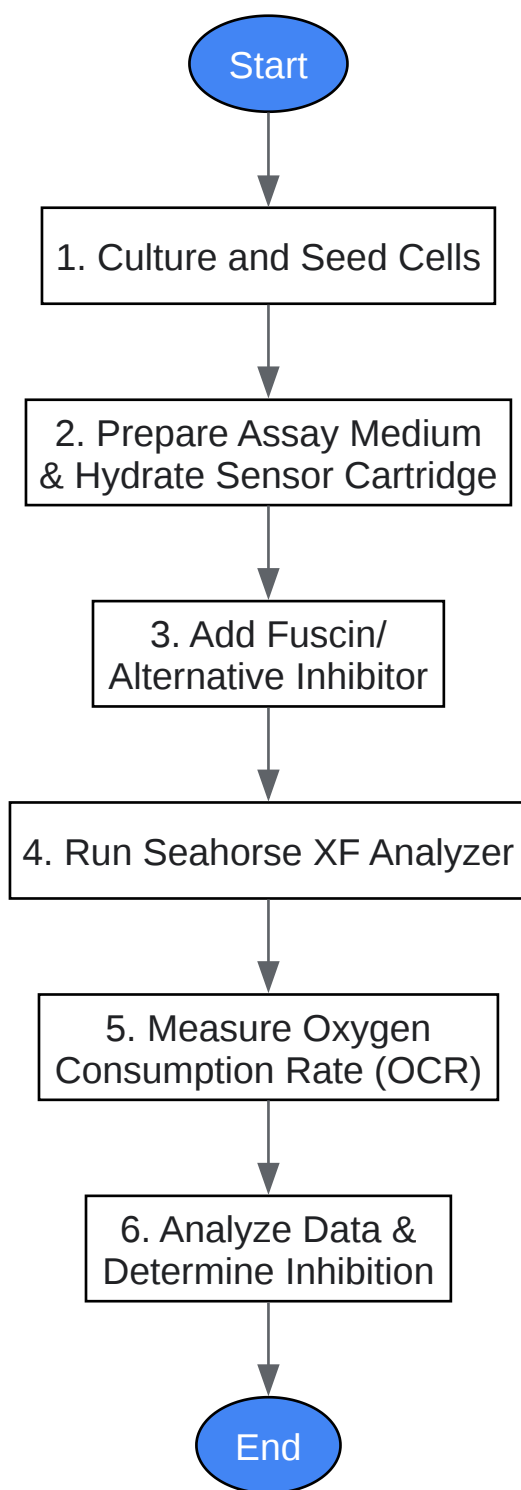 Start
1. Culture and Seed Cells
2. Prepare Assay Medium
& Hydrate Sensor Cartridge
3. Add Fuscin/
Alternative Inhibitor
4. Run Seahorse XF Analyzer
5. Measure Oxygen
Consumption Rate (OCR)
6. Analyze Data &
Determine Inhibition
End